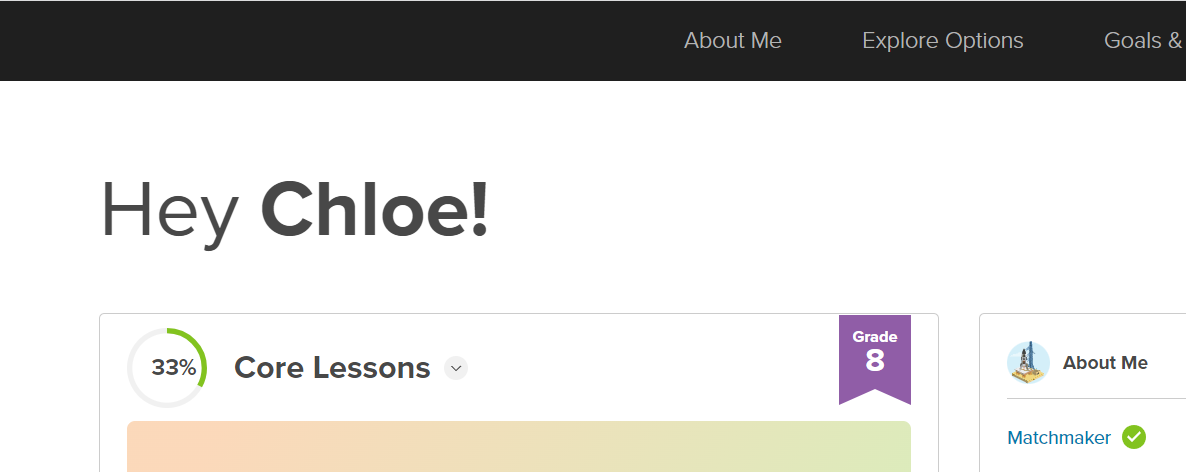 About Me Explore Options Goals &
Hey Chloe!
33% Core Lessons
Grade
8
About Me
Matchmaker